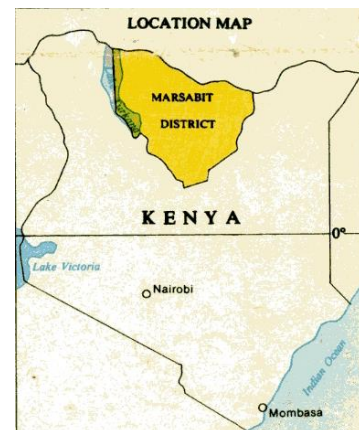 LOCATION MAP
MARSABIT
DISTRICT
KENYA
0°
Lake Victoria
Nairobi
Indian Ocean
Mombasa